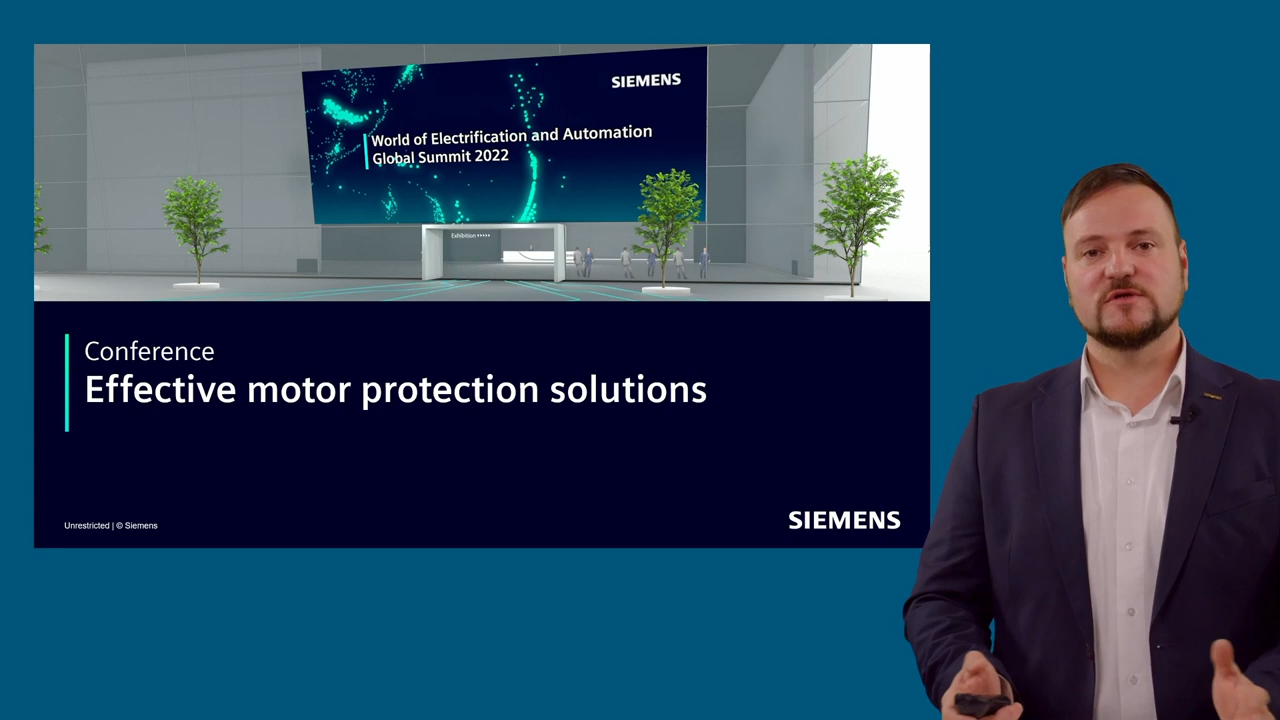 SIEMENS
World of Electrification and Automation
Global Summit 2022
Exhibition
Conference
Effective motor protection solutions
Unrestricted | © Siemens
SIEMENS